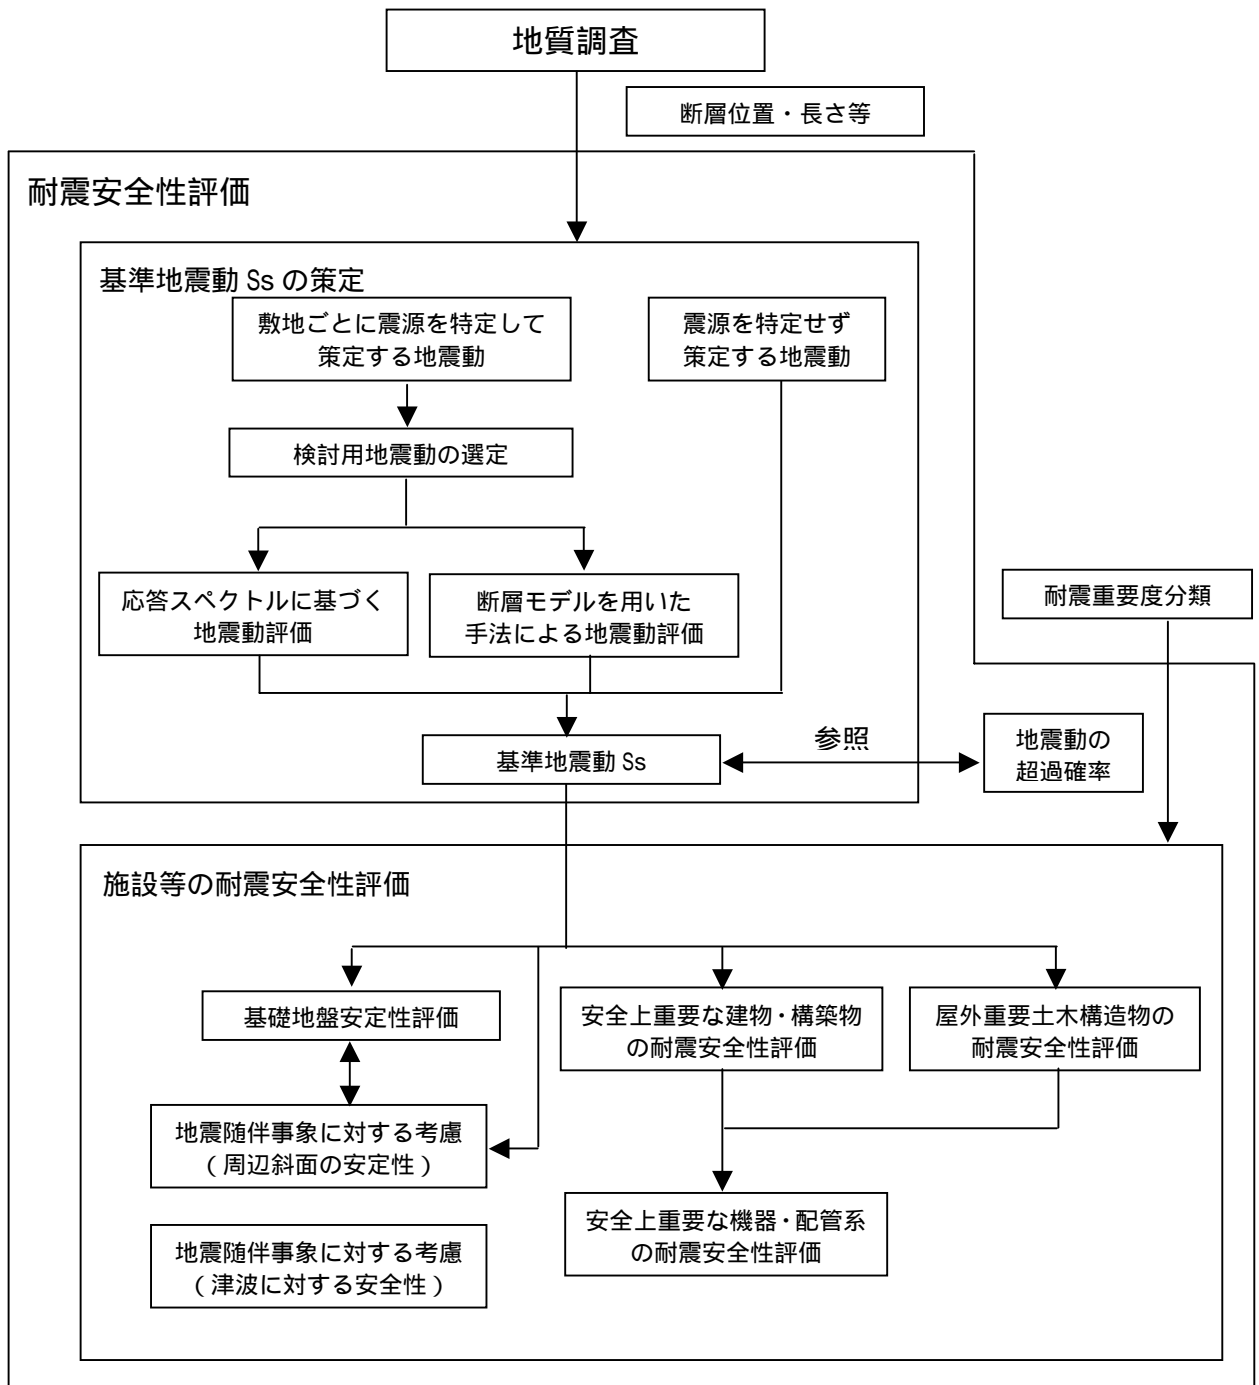 地質調査
断層位置・長さ等
耐震安全性評価
基準地震動 Ss の策定
敷地ごとに震源を特定して
策定する地震動
震源を特定せず
策定する地震動
検討用地震動の選定
応答スペクトルに基づく
地震動評価
断層モデルを用いた
手法による地震動評価
耐震重要度分類
基準地震動 Ss
参照
地震動の
超過確率
施設等の耐震安全性評価
基礎地盤安定性評価
安全上重要な建物・構築物
の耐震安全性評価
屋外重要土木構造物の
耐震安全性評価
地震随伴事象に対する考慮
(周辺斜面の安定性)
安全上重要な機器・配管系
の耐震安全性評価
地震随伴事象に対する考慮
(津波に対する安全性)